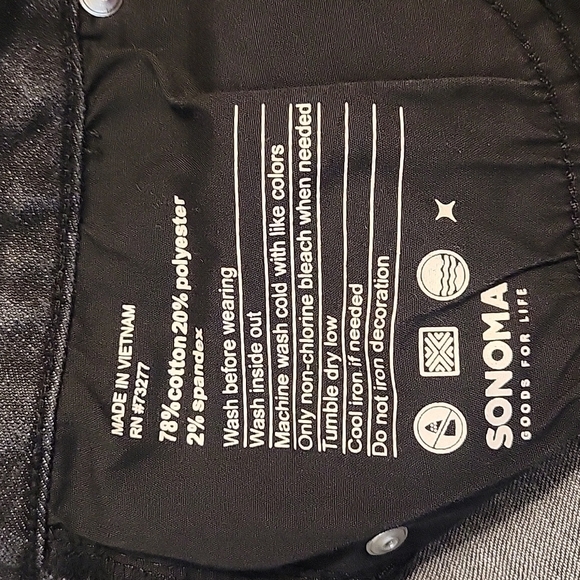 MADE IN VIETNAM
RN #73277
78% cotton 20% polyester
2% spandex
Wash before wearing
Wash inside out
Machine wash cold with like colors
Only non-chlorine bleach when needed
Tumble dry low
Cool iron if needed
Do not iron decoration
SONOMA
GOODS FOR LIFE